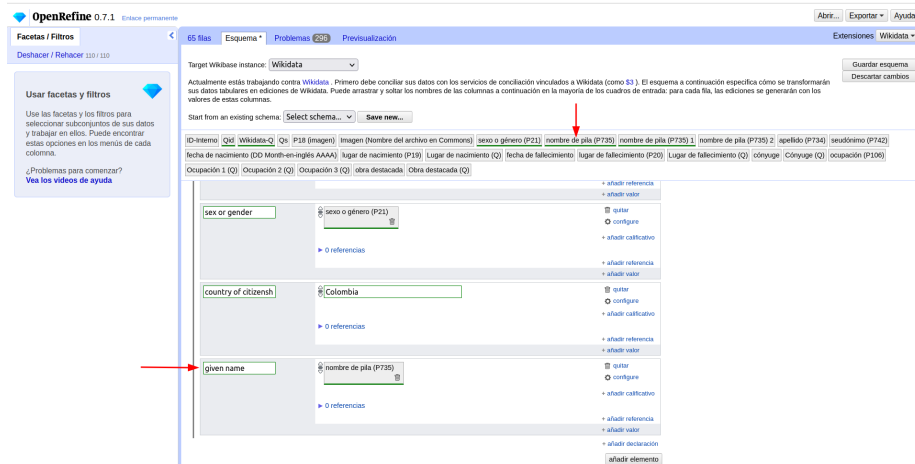 OpenRefine 0.7.1 Enlace permanente
Abrir... Exportar Ayuda
Facetas / Filtros
65 filas Esquema * Problemas 296 Previsualización
Extensiones Wikidata
Deshacer / Rehacer 110 / 110
Target Wikibase instance: Wikidata
Guardar esquema
Descartar cambios
Actualmente estás trabajando contra Wikidata . Primero debe conciliar sus datos con los servicios de conciliación vinculados a Wikidata (como $3 ). El esquema a continuación especifica cómo se transformarán
sus datos tabulares en ediciones de Wikidata. Puede arrastrar y soltar los nombres de las columnas a continuación en la mayoría de los cuadros de entrada: para cada fila, las ediciones se generarán con los
valores de estas columnas.
Usar facetas y filtros
Use las facetas y los filtros para
seleccionar subconjuntos de sus datos
y trabajar en ellos. Puede encontrar
estas opciones en los menús de cada
columna.
¿Problemas para comenzar?
Vea los videos de ayuda
Start from an existing schema: Select schema... Save new...
ID-Interno Qid Wikidata-Q Qs P18 (imagen) Imagen (Nombre del archivo en Commons) sexo o género (P21) nombre de pila (P735) nombre de pila (P735) 1 nombre de pila (P735) 2 apellido (P734) seudónimo (P742)
fecha de nacimiento (DD Month-en-inglés AAAA) lugar de nacimiento (P19) Lugar de nacimiento (Q) fecha de fallecimiento lugar de fallecimiento (P20) Lugar de fallecimiento (Q) cónyuge Cónyuge (Q) ocupación (P106)
Ocupación 1 (Q) Ocupación 2 (Q) Ocupación 3 (Q) obra destacada Obra destacada (Q)
+ añadir referencia
+ añadir valor
sex or gender
sexo o género (P21)
quitar
configure
+ añadir calificativo
0 referencias
+ añadir referencia
+ añadir valor
country of citizensh
Colombia
quitar
configure
+ añadir calificativo
0 referencias
+ añadir referencia
+ añadir valor
given name
nombre de pila (P735)
quitar
configure
+ añadir calificativo
0 referencias
+ añadir referencia
+ añadir valor
+ añadir declaración
añadir elemento